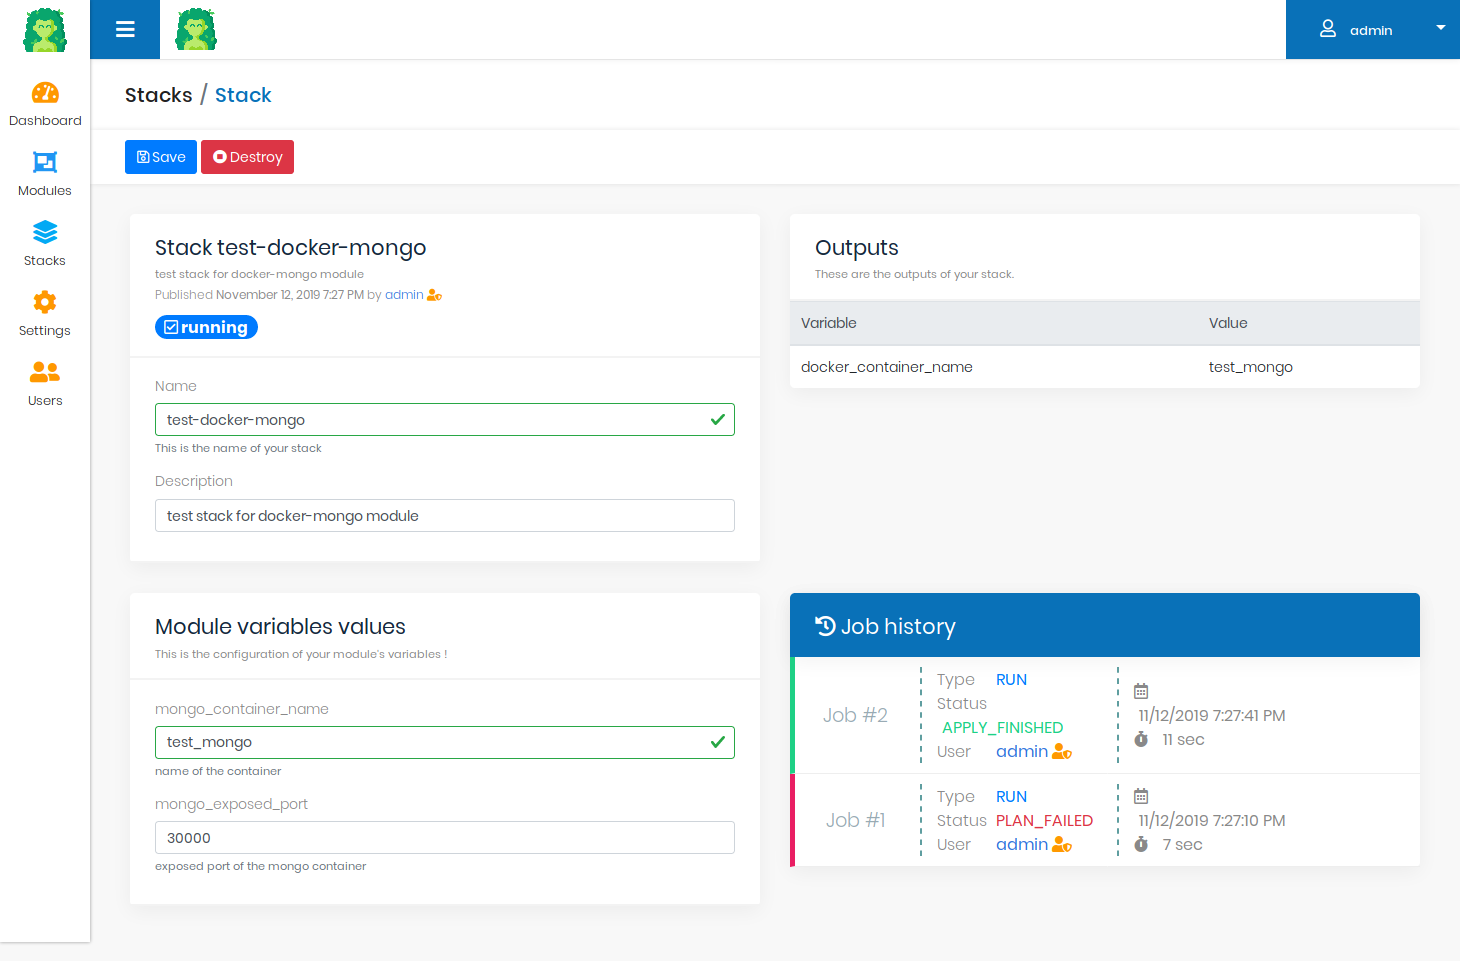 admin
Dashboard
Modules
Stacks
Settings
Users
Stacks / Stack
Save
Destroy
Stack test-docker-mongo
test stack for docker-mongo module
Published November 12, 2019 7:27 PM by admin
running
Name
test-docker-mongo
This is the name of your stack
Description
test stack for docker-mongo module
Outputs
These are the outputs of your stack.
Variable Value
docker_container_name test_mongo
Module variables values
This is the configuration of your module's variables !
mongo_container_name
test_mongo
name of the container
mongo_exposed_port
30000
exposed port of the mongo container
Job history
Job #2
Type RUN
Status
APPLY_FINISHED
User admin
11/12/2019 7:27:41 PM
11 sec
Job #1
Type RUN
Status PLAN_FAILED
User admin
11/12/2019 7:27:10 PM
7 sec